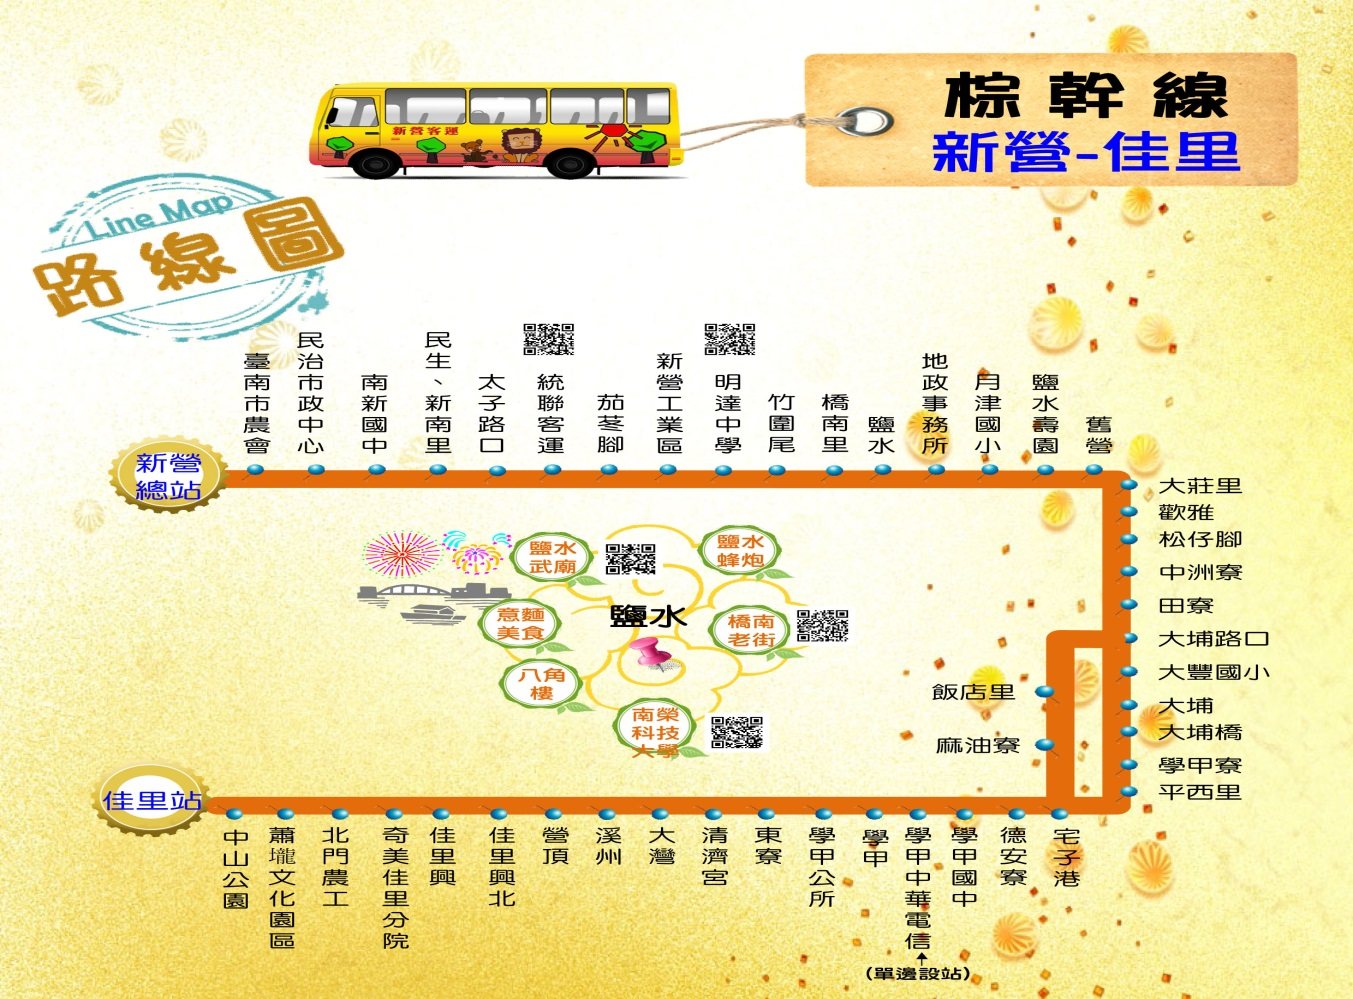 棕幹線
新營-佳里
新營客運
Line Map
路線圖
新營
總站
臺南市農會
民治市政中心
南新國中
民生、新南里
太子路口
統聯客運
茄苳腳
新營工業區
明達中學
竹圍尾
橋南里
鹽水
地政事務所
月津國小
鹽水壽園
舊營
大莊里
歡雅
松仔腳
中洲寮
田寮
大埔路口
大豐國小
大埔
大埔橋
學甲寮
平西里
飯店里
麻油寮
鹽水
武廟
鹽水
蜂炮
意麵
美食
鹽水
橋南
老街
八角
樓
南榮
科技
大學
佳里站
中山公園
蕭壠文化園區
北門農工
奇美佳里分院
佳里興
佳里興北
營頂
溪州
大灣
清濟宮
東寮
學甲公所
學甲
學甲中華電信
(單邊設站)
學甲國中
德安寮
宅子港